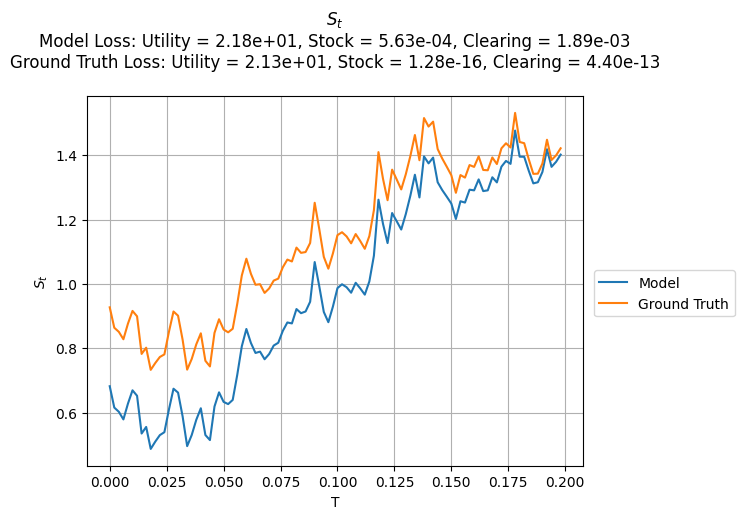 S_t
Model Loss: Utility = 2.18e+01, Stock = 5.63e-04, Clearing = 1.89e-03
Ground Truth Loss: Utility = 2.13e+01, Stock = 1.28e-16, Clearing = 4.40e-13
1.4
1.2
1.0
0.8
0.6
S_t
0.000 0.025 0.050 0.075 0.100 0.125 0.150 0.175 0.200
T
Model
Ground Truth